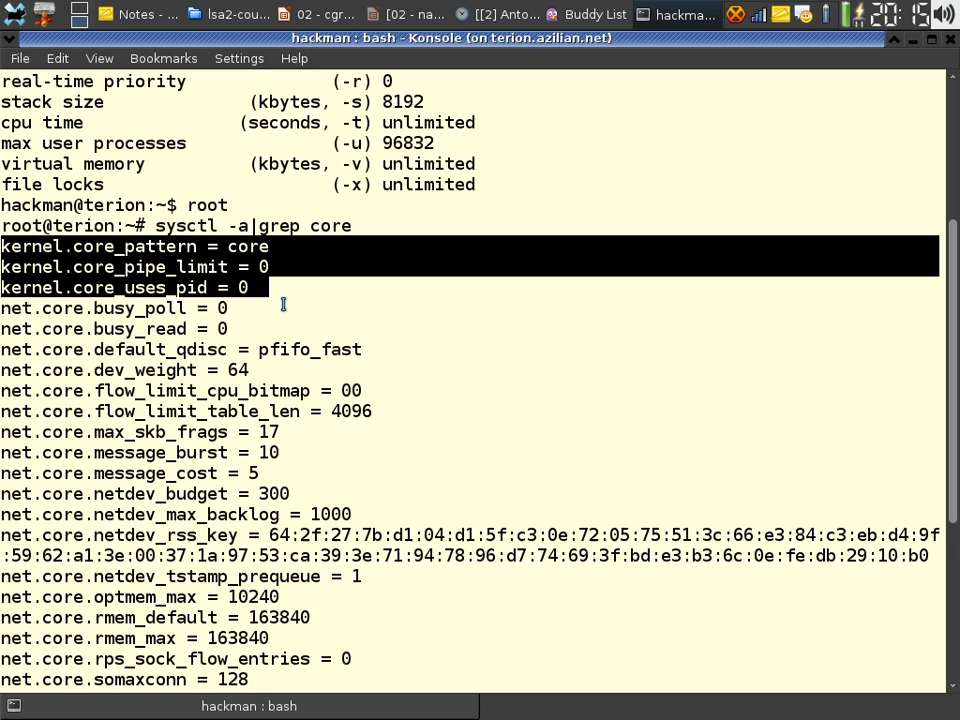 Notes - ...
lsa2-cou...
02 - cgr...
[02 - na...
[[2] Anto...
Buddy List
hackma...
20:15
hackman : bash - Konsole (on terion.azilian.net)
File Edit View Bookmarks Settings Help
real-time priority (-r) 0
stack size (kbytes, -s) 8192
cpu time (seconds, -t) unlimited
max user processes (-u) 96832
virtual memory (kbytes, -v) unlimited
file locks (-x) unlimited
hackman@terion:~$ root
root@terion:~# sysctl -a|grep core
kernel.core_pattern = core
kernel.core_pipe_limit = 0
kernel.core_uses_pid = 0
net.core.busy_poll = 0
net.core.busy_read = 0
net.core.default_qdisc = pfifo_fast
net.core.dev_weight = 64
net.core.flow_limit_cpu_bitmap = 00
net.core.flow_limit_table_len = 4096
net.core.max_skb_frags = 17
net.core.message_burst = 10
net.core.message_cost = 5
net.core.netdev_budget = 300
net.core.netdev_max_backlog = 1000
net.core.netdev_rss_key = 64:2f:27:7b:d1:04:d1:5f:c3:0e:72:05:75:51:3c:66:e3:84:c3:eb:d4:9f
:59:62:a1:3e:00:37:1a:97:53:ca:39:3e:71:94:78:96:d7:74:69:3f:bd:e3:b3:6c:0e:fe:db:29:10:b0
net.core.netdev_tstamp_prequeue = 1
net.core.optmem_max = 10240
net.core.rmem_default = 163840
net.core.rmem_max = 163840
net.core.rps_sock_flow_entries = 0
net.core.somaxconn = 128
hackman : bash